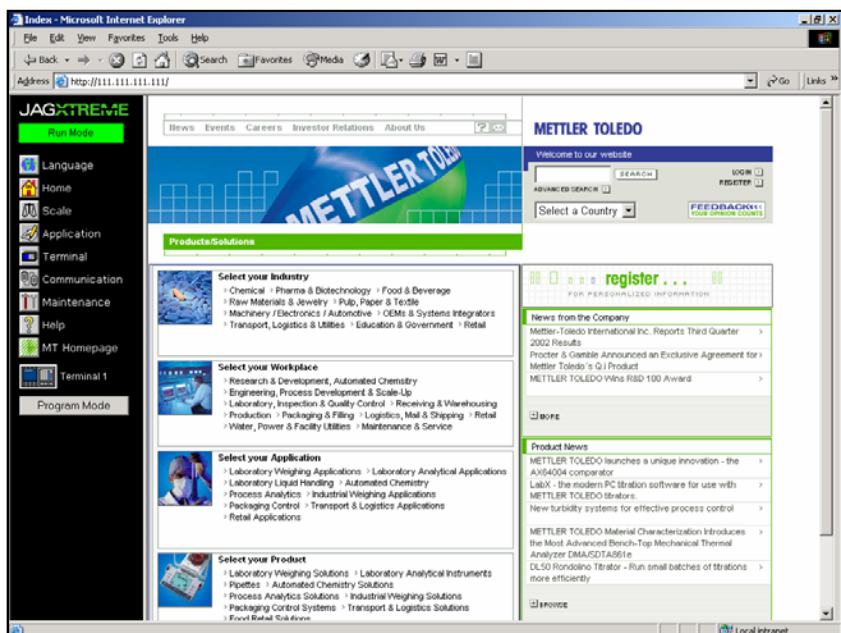 Index - Microsoft Internet Explorer
File Edit View Favorites Tools Help
Back Search Favorites Media
Address http://111.111.111.111/ Go Links »
JAGXTREME
Run Mode
Language
Home
Scale
Application
Terminal
Communication
Maintenance
Help
MT Homepage
Terminal 1
Program Mode
News Events Careers Investor Relations About Us ?
METTLER TOLEDO
Products/Solutions
METTLER TOLEDO
Welcome to our website
SEARCH LOGIN
ADVANCED SEARCH REGISTER
Select a Country FEEDBACK<<<
YOUR OPINION COUNTS
Select your Industry
› Chemical › Pharma & Biotechnology › Food & Beverage
› Raw Materials & Jewelry › Pulp, Paper & Textile
› Machinery / Electronics / Automotive › OEMs & Systems Integrators
› Transport, Logistics & Utilities › Education & Government › Retail
Select your Workplace
› Research & Development, Automated Chemsitry
› Engineering, Process Development & Scale-Up
› Laboratory, Inspection & Quality Control › Receiving & Warehousing
› Production › Packaging & Filling › Logistics, Mail & Shipping › Retail
› Water, Power & Facility Utilities › Maintenance & Service
Select your Application
› Laboratory Weighing Applications › Laboratory Analytical Applications
› Laboratory Liquid Handling › Automated Chemistry
› Process Analytics › Industrial Weighing Applications
› Packaging Control › Transport & Logistics Applications
› Retail Applications
Select your Product
› Laboratory Weighing Solutions › Laboratory Analytical Instruments
› Pipettes › Automated Chemistry Solutions
› Process Analytics Solutions › Industrial Weighing Solutions
› Packaging Control Systems › Transport & Logistics Solutions
› Food Retail Solutions
register . . .
FOR PERSONALIZED INFORMATION
News from the Company
Mettler-Toledo International Inc. Reports Third Quarter ›
2002 Results
Procter & Gamble Announced an Exclusive Agreement for ›
Mettler Toledo´s Q.i Product
METTLER TOLEDO Wins R&D 100 Award ›
MORE
Product News
METTLER TOLEDO launches a unique innovation - the ›
AX64004 comparator
LabX - the modern PC titration software for use with ›
METTLER TOLEDO titrators.
New turbidity systems for effective process control ›
METTLER TOLEDO Material Characterization Introduces ›
the Most Advanced Bench-Top Mechanical Thermal
Analyzer DMA/SDTA861e
DL50 Rondolino Titrator - Run small batches of titrations ›
more efficiently
BROWSE
Local intranet